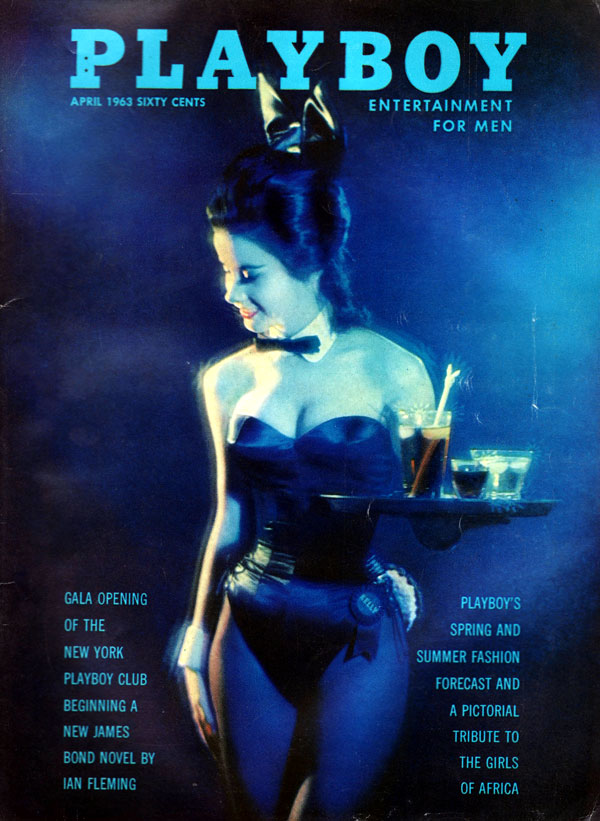 PLAYBOY
APRIL 1963 SIXTY CENTS
ENTERTAINMENT
FOR MEN
GALA OPENING
OF THE
NEW YORK
PLAYBOY CLUB
BEGINNING A
NEW JAMES
BOND NOVEL BY
IAN FLEMING
PLAYBOY'S
SPRING AND
SUMMER FASHION
FORECAST AND
A PICTORIAL
TRIBUTE TO
THE GIRLS
OF AFRICA